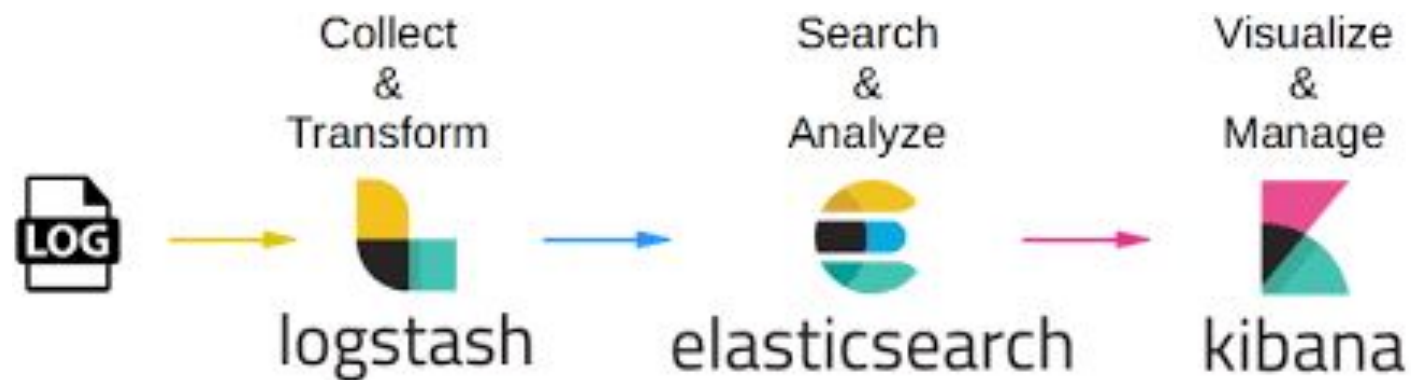 Collect
&
Transform
Search
&
Analyze
Visualize
&
Manage
LOG
logstash
elasticsearch
kibana